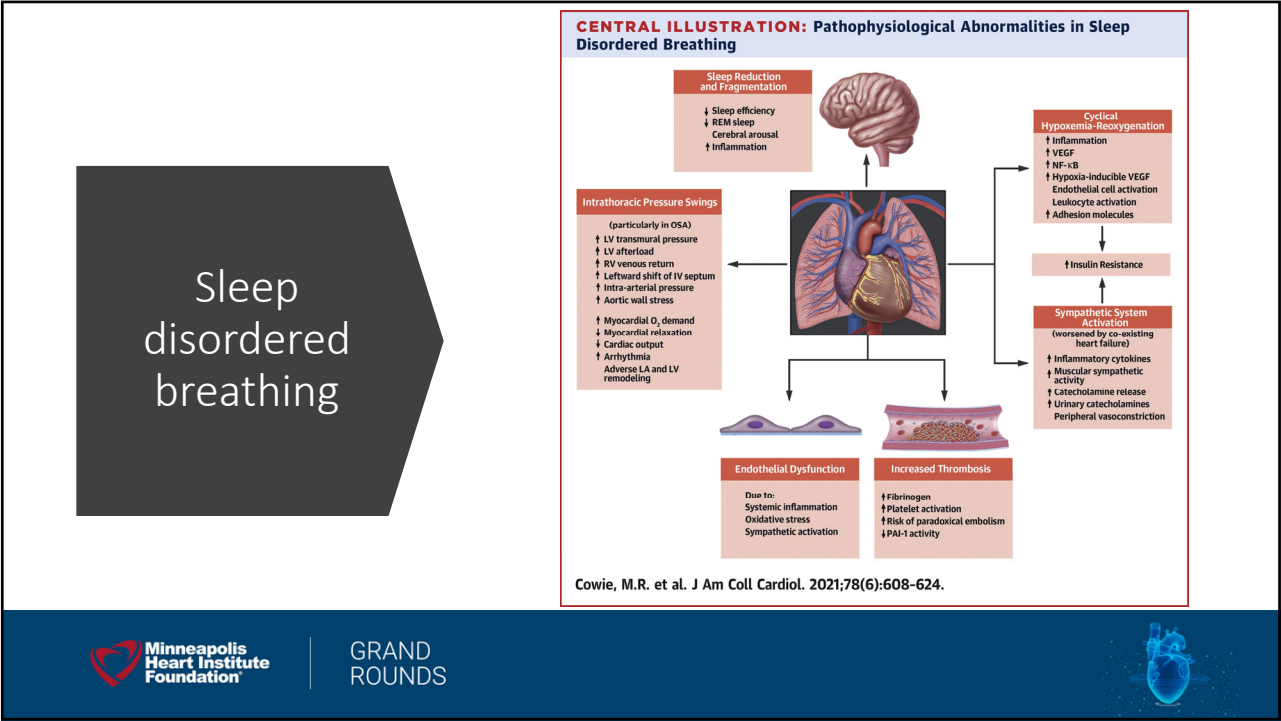 Sleep
disordered
breathing
CENTRAL ILLUSTRATION: Pathophysiological Abnormalities in Sleep
Disordered Breathing
Sleep Reduction
and Fragmentation
↓ Sleep efficiency
↓ REM sleep
Cerebral arousal
↑ Inflammation
Intrathoracic Pressure Swings
(particularly in OSA)
↑ LV transmural pressure
↑ LV afterload
↑ RV venous return
↑ Leftward shift of IV septum
↑ Intra-arterial pressure
↑ Aortic wall stress
↑ Myocardial O₂ demand
↓ Myocardial relaxation
↓ Cardiac output
↑ Arrhythmia
Adverse LA and LV
remodeling
Cyclical
Hypoxemia-Reoxygenation
↑ Inflammation
↑ VEGF
↑ NF-κB
↑ Hypoxia-inducible VEGF
Endothelial cell activation
Leukocyte activation
↑ Adhesion molecules
↑ Insulin Resistance
Sympathetic System
Activation
(worsened by co-existing
heart failure)
↑ Inflammatory cytokines
↑ Muscular sympathetic
activity
↑ Catecholamine release
↑ Urinary catecholamines
Peripheral vasoconstriction
Endothelial Dysfunction
Due to:
Systemic inflammation
Oxidative stress
Sympathetic activation
Increased Thrombosis
↑ Fibrinogen
↑ Platelet activation
↑ Risk of paradoxical embolism
↓ PAI-1 activity
Cowie, M.R. et al. J Am Coll Cardiol. 2021;78(6):608–624.
Minneapolis
Heart Institute
Foundation®
GRAND
ROUNDS